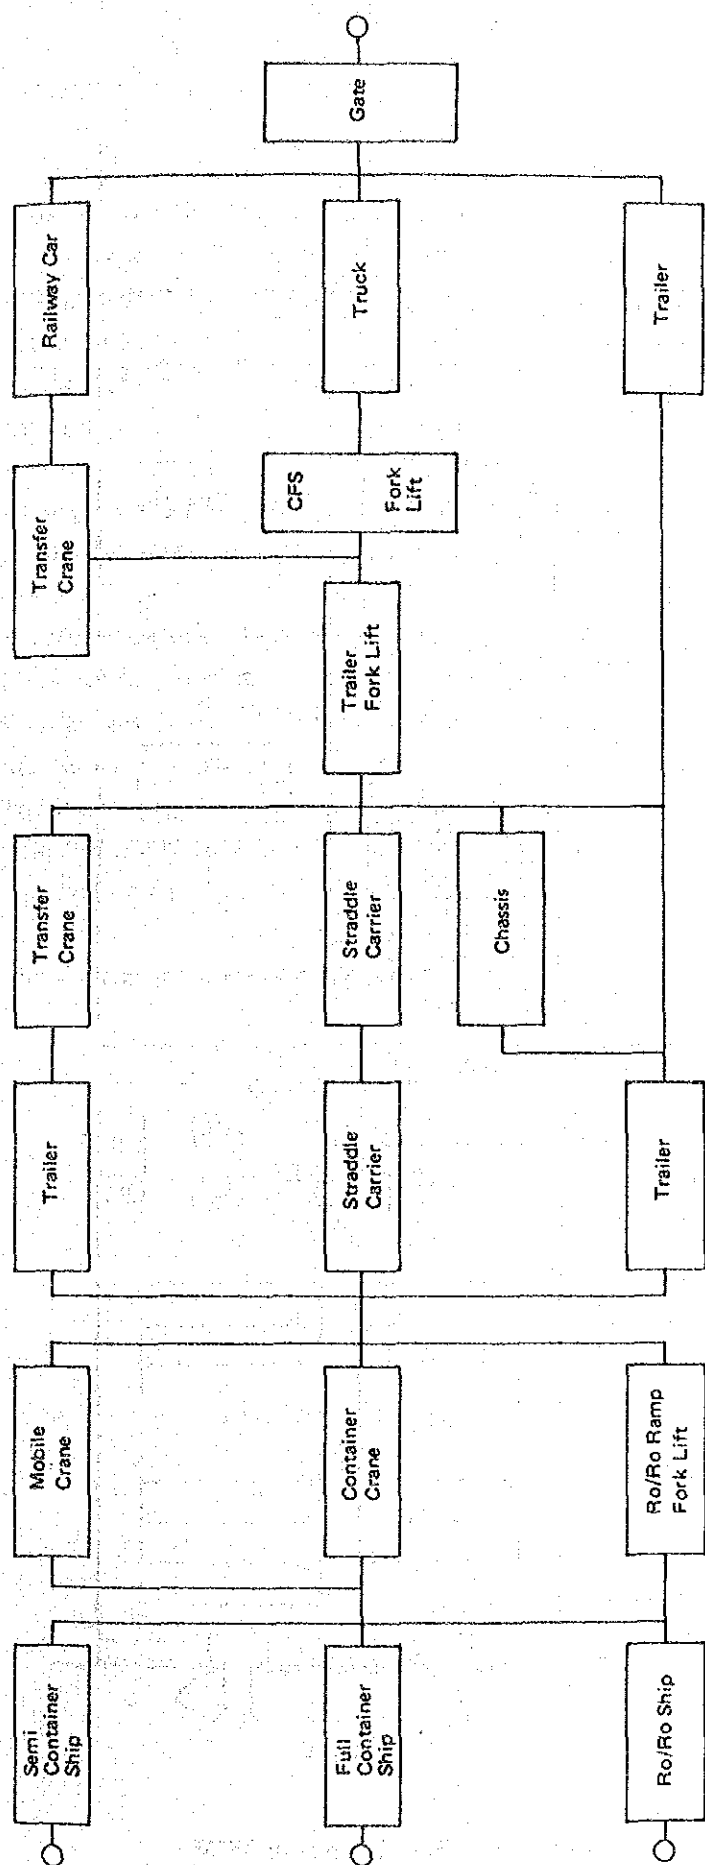 Gate
Railway Car
Truck
Trailer
Transfer
Crane
CFS
Fork
Lift
Trailer
Fork Lift
Transfer
Crane
Straddle
Carrier
Chassis
Trailer
Straddle
Carrier
Trailer
Mobile
Crane
Container
Crane
Ro/Ro Ramp
Fork Lift
Semi
Container
Ship
Full
Container
Ship
Ro/Ro Ship